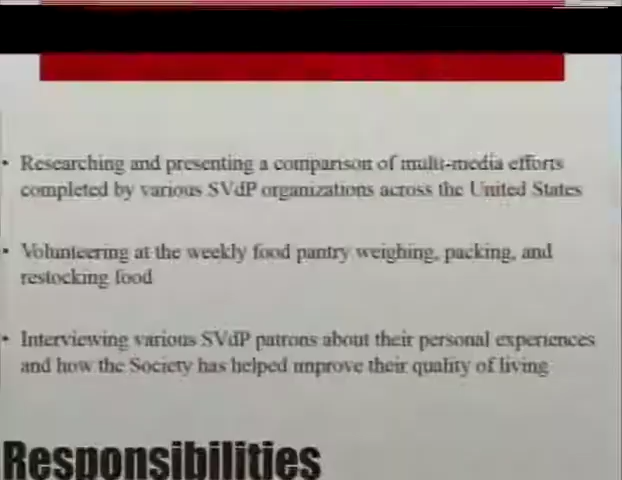 • Researching and presenting a comparison of multi-media efforts
completed by various SVdP organizations across the United States
• Volunteering at the weekly food pantry weighing, packing, and
restocking food
• Interviewing various SVdP patrons about their personal experiences
and how the Society has helped improve their quality of living
Responsibilities